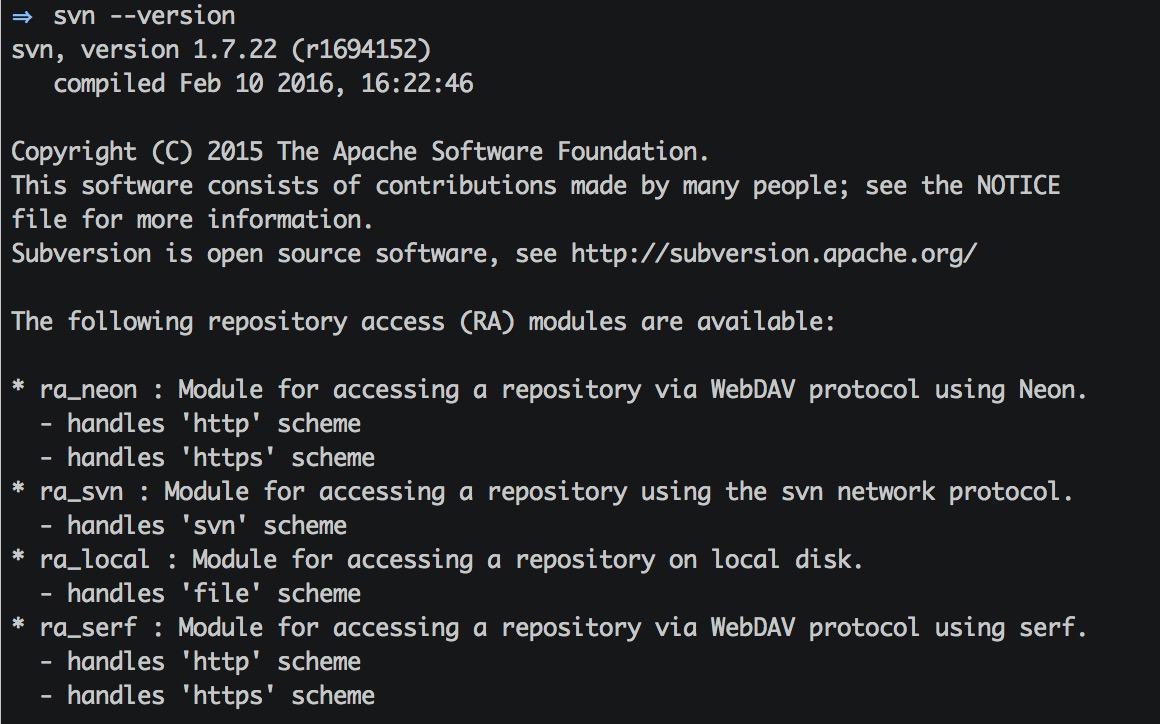 ⇒ svn --version
svn, version 1.7.22 (r1694152)
   compiled Feb 10 2016, 16:22:46

Copyright (C) 2015 The Apache Software Foundation.
This software consists of contributions made by many people; see the NOTICE
file for more information.
Subversion is open source software, see http://subversion.apache.org/

The following repository access (RA) modules are available:

* ra_neon : Module for accessing a repository via WebDAV protocol using Neon.
  - handles 'http' scheme
  - handles 'https' scheme
* ra_svn : Module for accessing a repository using the svn network protocol.
  - handles 'svn' scheme
* ra_local : Module for accessing a repository on local disk.
  - handles 'file' scheme
* ra_serf : Module for accessing a repository via WebDAV protocol using serf.
  - handles 'http' scheme
  - handles 'https' scheme